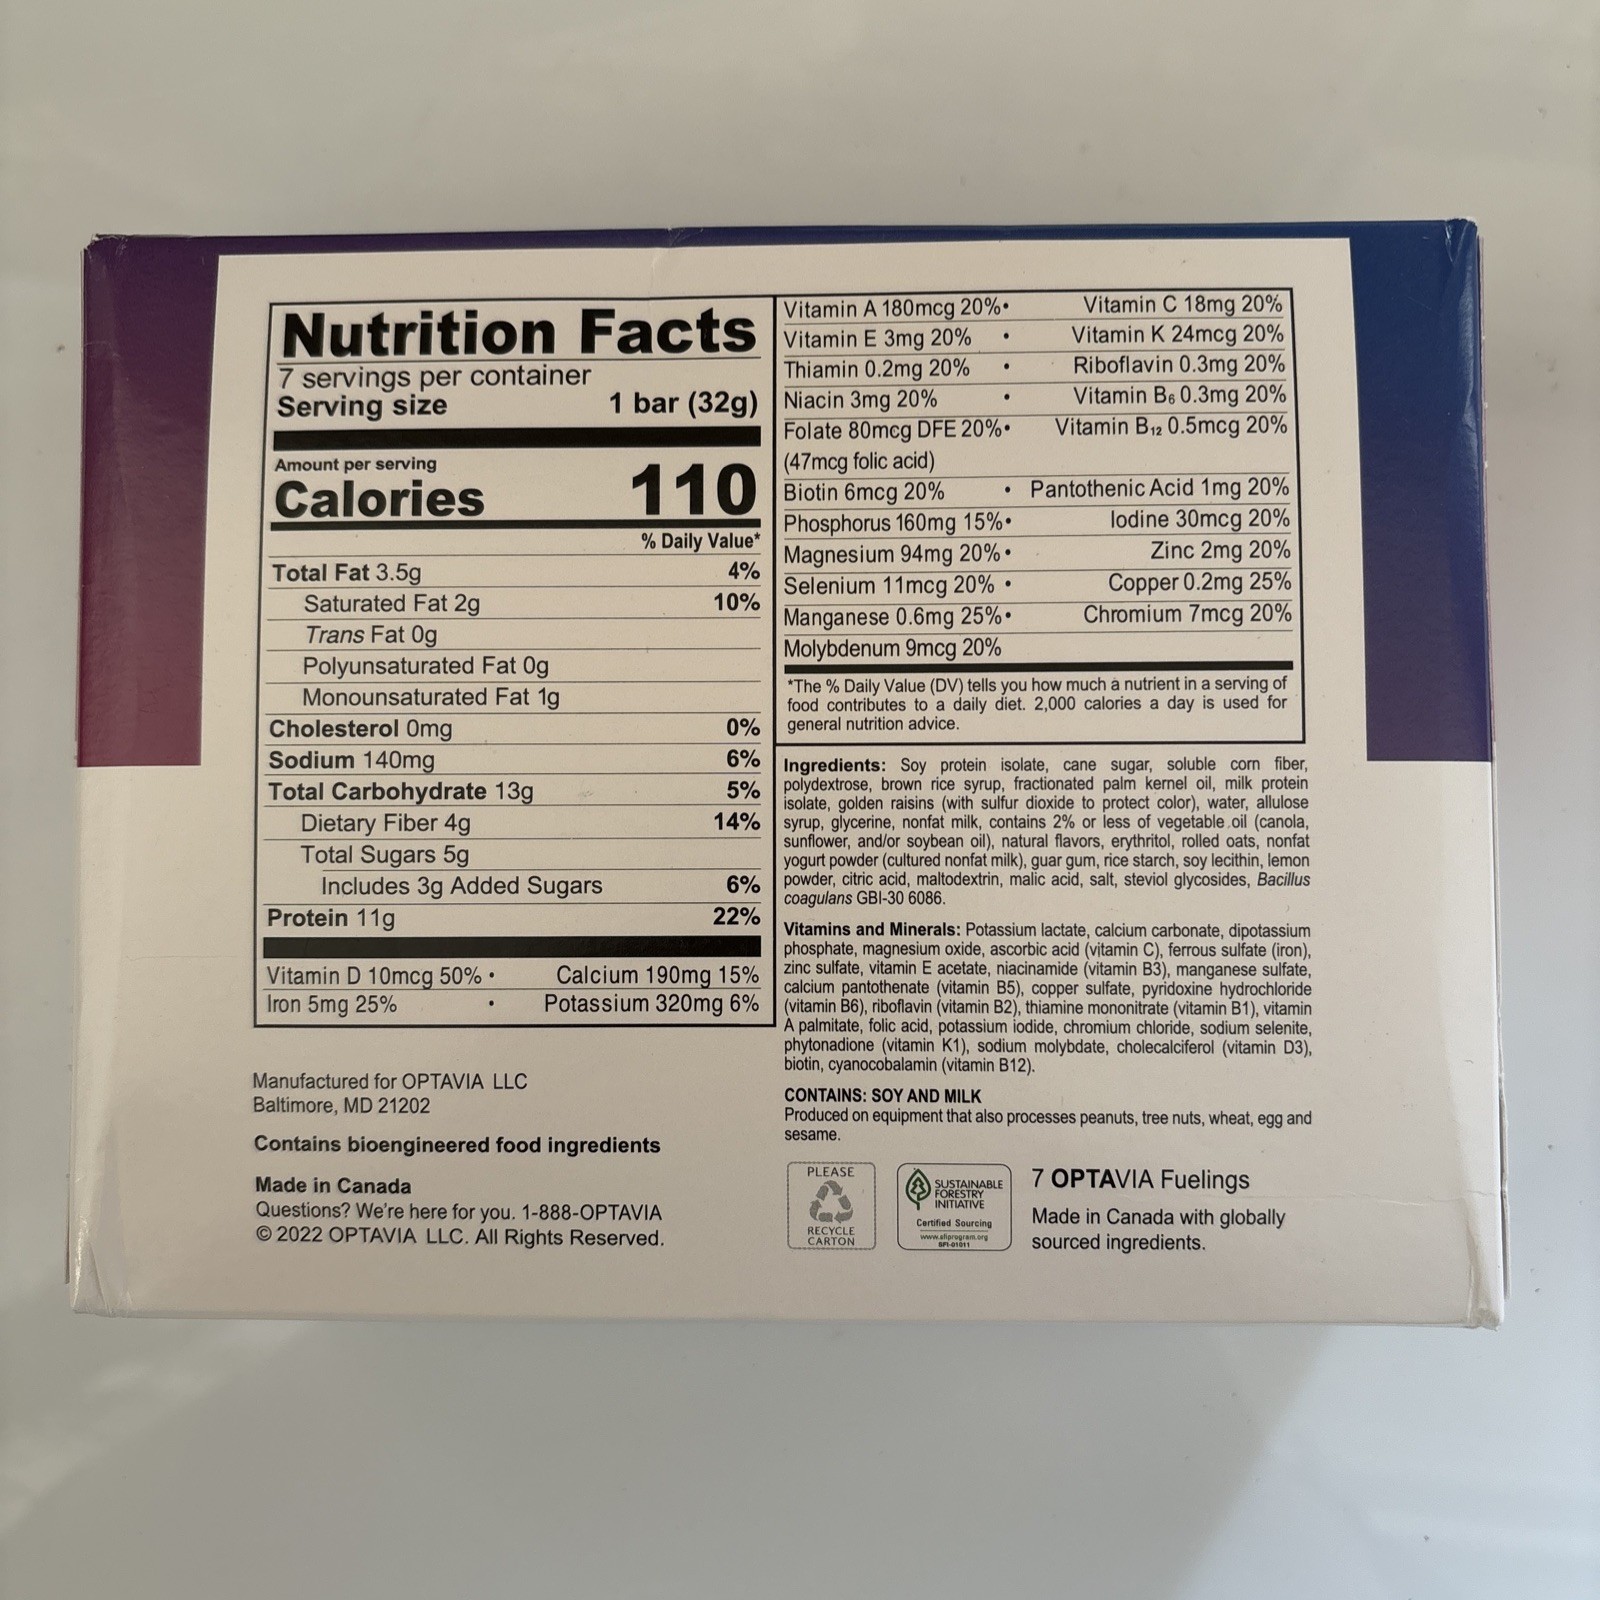 Nutrition Facts
7 servings per container
Serving size 1 bar (32g)
Amount per serving
Calories 110
% Daily Value*
Total Fat 3.5g 4%
Saturated Fat 2g 10%
Trans Fat 0g
Polyunsaturated Fat 0g
Monounsaturated Fat 1g
Cholesterol 0mg 0%
Sodium 140mg 6%
Total Carbohydrate 13g 5%
Dietary Fiber 4g 14%
Total Sugars 5g
Includes 3g Added Sugars 6%
Protein 11g 22%
Vitamin D 10mcg 50% • Calcium 190mg 15%
Iron 5mg 25% • Potassium 320mg 6%
Vitamin A 180mcg 20% • Vitamin C 18mg 20%
Vitamin E 3mg 20% • Vitamin K 24mcg 20%
Thiamin 0.2mg 20% • Riboflavin 0.3mg 20%
Niacin 3mg 20% • Vitamin B6 0.3mg 20%
Folate 80mcg DFE 20% • Vitamin B12 0.5mcg 20%
(47mcg folic acid)
Biotin 6mcg 20% • Pantothenic Acid 1mg 20%
Phosphorus 160mg 15% • Iodine 30mcg 20%
Magnesium 94mg 20% • Zinc 2mg 20%
Selenium 11mcg 20% • Copper 0.2mg 25%
Manganese 0.6mg 25% • Chromium 7mcg 20%
Molybdenum 9mcg 20%
*The % Daily Value (DV) tells you how much a nutrient in a serving of
food contributes to a daily diet. 2,000 calories a day is used for
general nutrition advice.
Ingredients: Soy protein isolate, cane sugar, soluble corn fiber,
polydextrose, brown rice syrup, fractionated palm kernel oil, milk protein
isolate, golden raisins (with sulfur dioxide to protect color), water, allulose
syrup, glycerine, nonfat milk, contains 2% or less of vegetable oil (canola,
sunflower, and/or soybean oil), natural flavors, erythritol, rolled oats, nonfat
yogurt powder (cultured nonfat milk), guar gum, rice starch, soy lecithin, lemon
powder, citric acid, maltodextrin, malic acid, salt, steviol glycosides, Bacillus
coagulans GBI-30 6086.
Vitamins and Minerals: Potassium lactate, calcium carbonate, dipotassium
phosphate, magnesium oxide, ascorbic acid (vitamin C), ferrous sulfate (iron),
zinc sulfate, vitamin E acetate, niacinamide (vitamin B3), manganese sulfate,
calcium pantothenate (vitamin B5), copper sulfate, pyridoxine hydrochloride
(vitamin B6), riboflavin (vitamin B2), thiamine mononitrate (vitamin B1), vitamin
A palmitate, folic acid, potassium iodide, chromium chloride, sodium selenite,
phytonadione (vitamin K1), sodium molybdate, cholecalciferol (vitamin D3),
biotin, cyanocobalamin (vitamin B12).
CONTAINS: SOY AND MILK
Produced on equipment that also processes peanuts, tree nuts, wheat, egg and
sesame.
Manufactured for OPTAVIA LLC
Baltimore, MD 21202
Contains bioengineered food ingredients
Made in Canada
Questions? We're here for you. 1-888-OPTAVIA
© 2022 OPTAVIA LLC. All Rights Reserved.
PLEASE
RECYCLE
CARTON
SUSTAINABLE
FORESTRY
INITIATIVE
Certified Sourcing
www.sfiprogram.org
SFI-01011
7 OPTAVIA Fuelings
Made in Canada with globally
sourced ingredients.